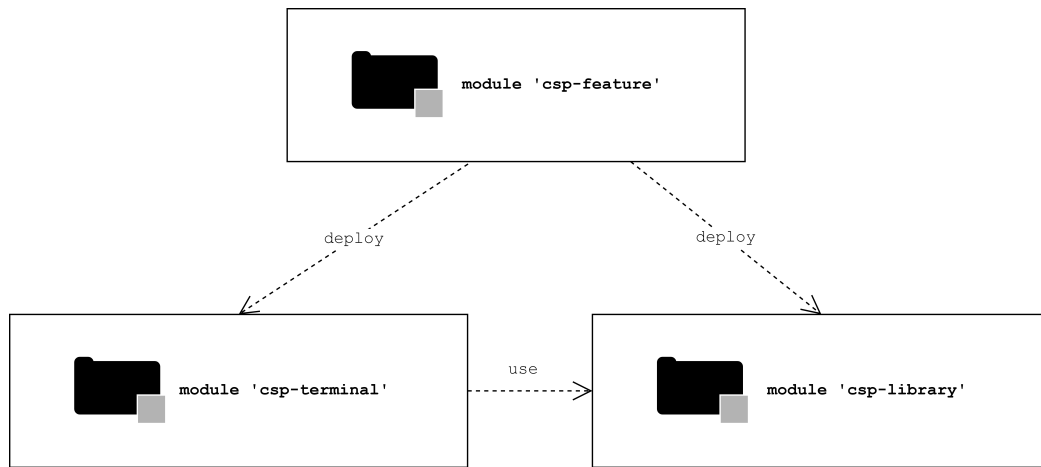 module 'csp-feature'
deploy
deploy
use
module 'csp-terminal'
module 'csp-library'